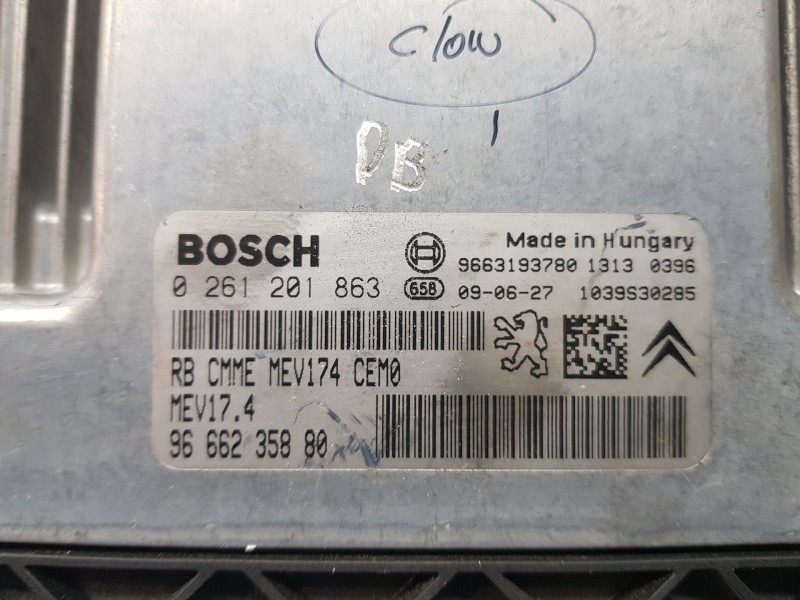 Clow
PB
BOSCH
Made in Hungary
9663193780 1313 0396
0 261 201 863
658
09-06-27 1039S30285
RB CMME MEV174 CEM0
MEV17.4
96 662 358 80